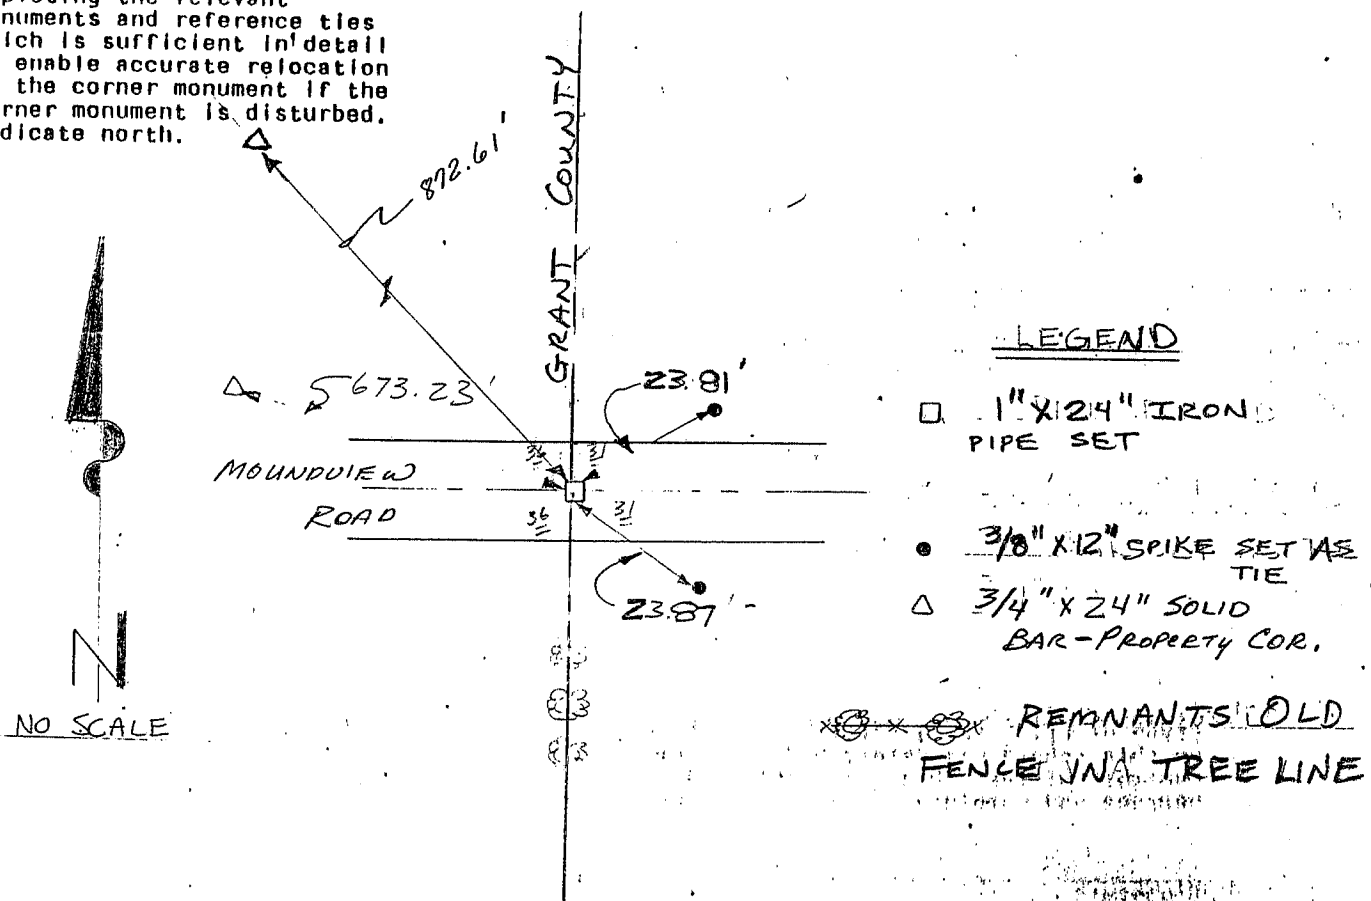 numents and reference ties
ich is sufficient in detail
enable accurate relocation
the corner monument if the
rner monument is disturbed.
dicate north.
872.61'
GRANT COUNTY
673.23'
23.81'
MOUNDVIEW
ROAD
36 31
36 31
23.87'
N
NO SCALE
LEGEND
□ 1" X 24" IRON
PIPE SET
● 3/8" X 12" SPIKE SET AS
TIE
△ 3/4" X 24" SOLID
BAR-PROPERTY COR.
REMNANTS OLD
FENCE IN TREE LINE